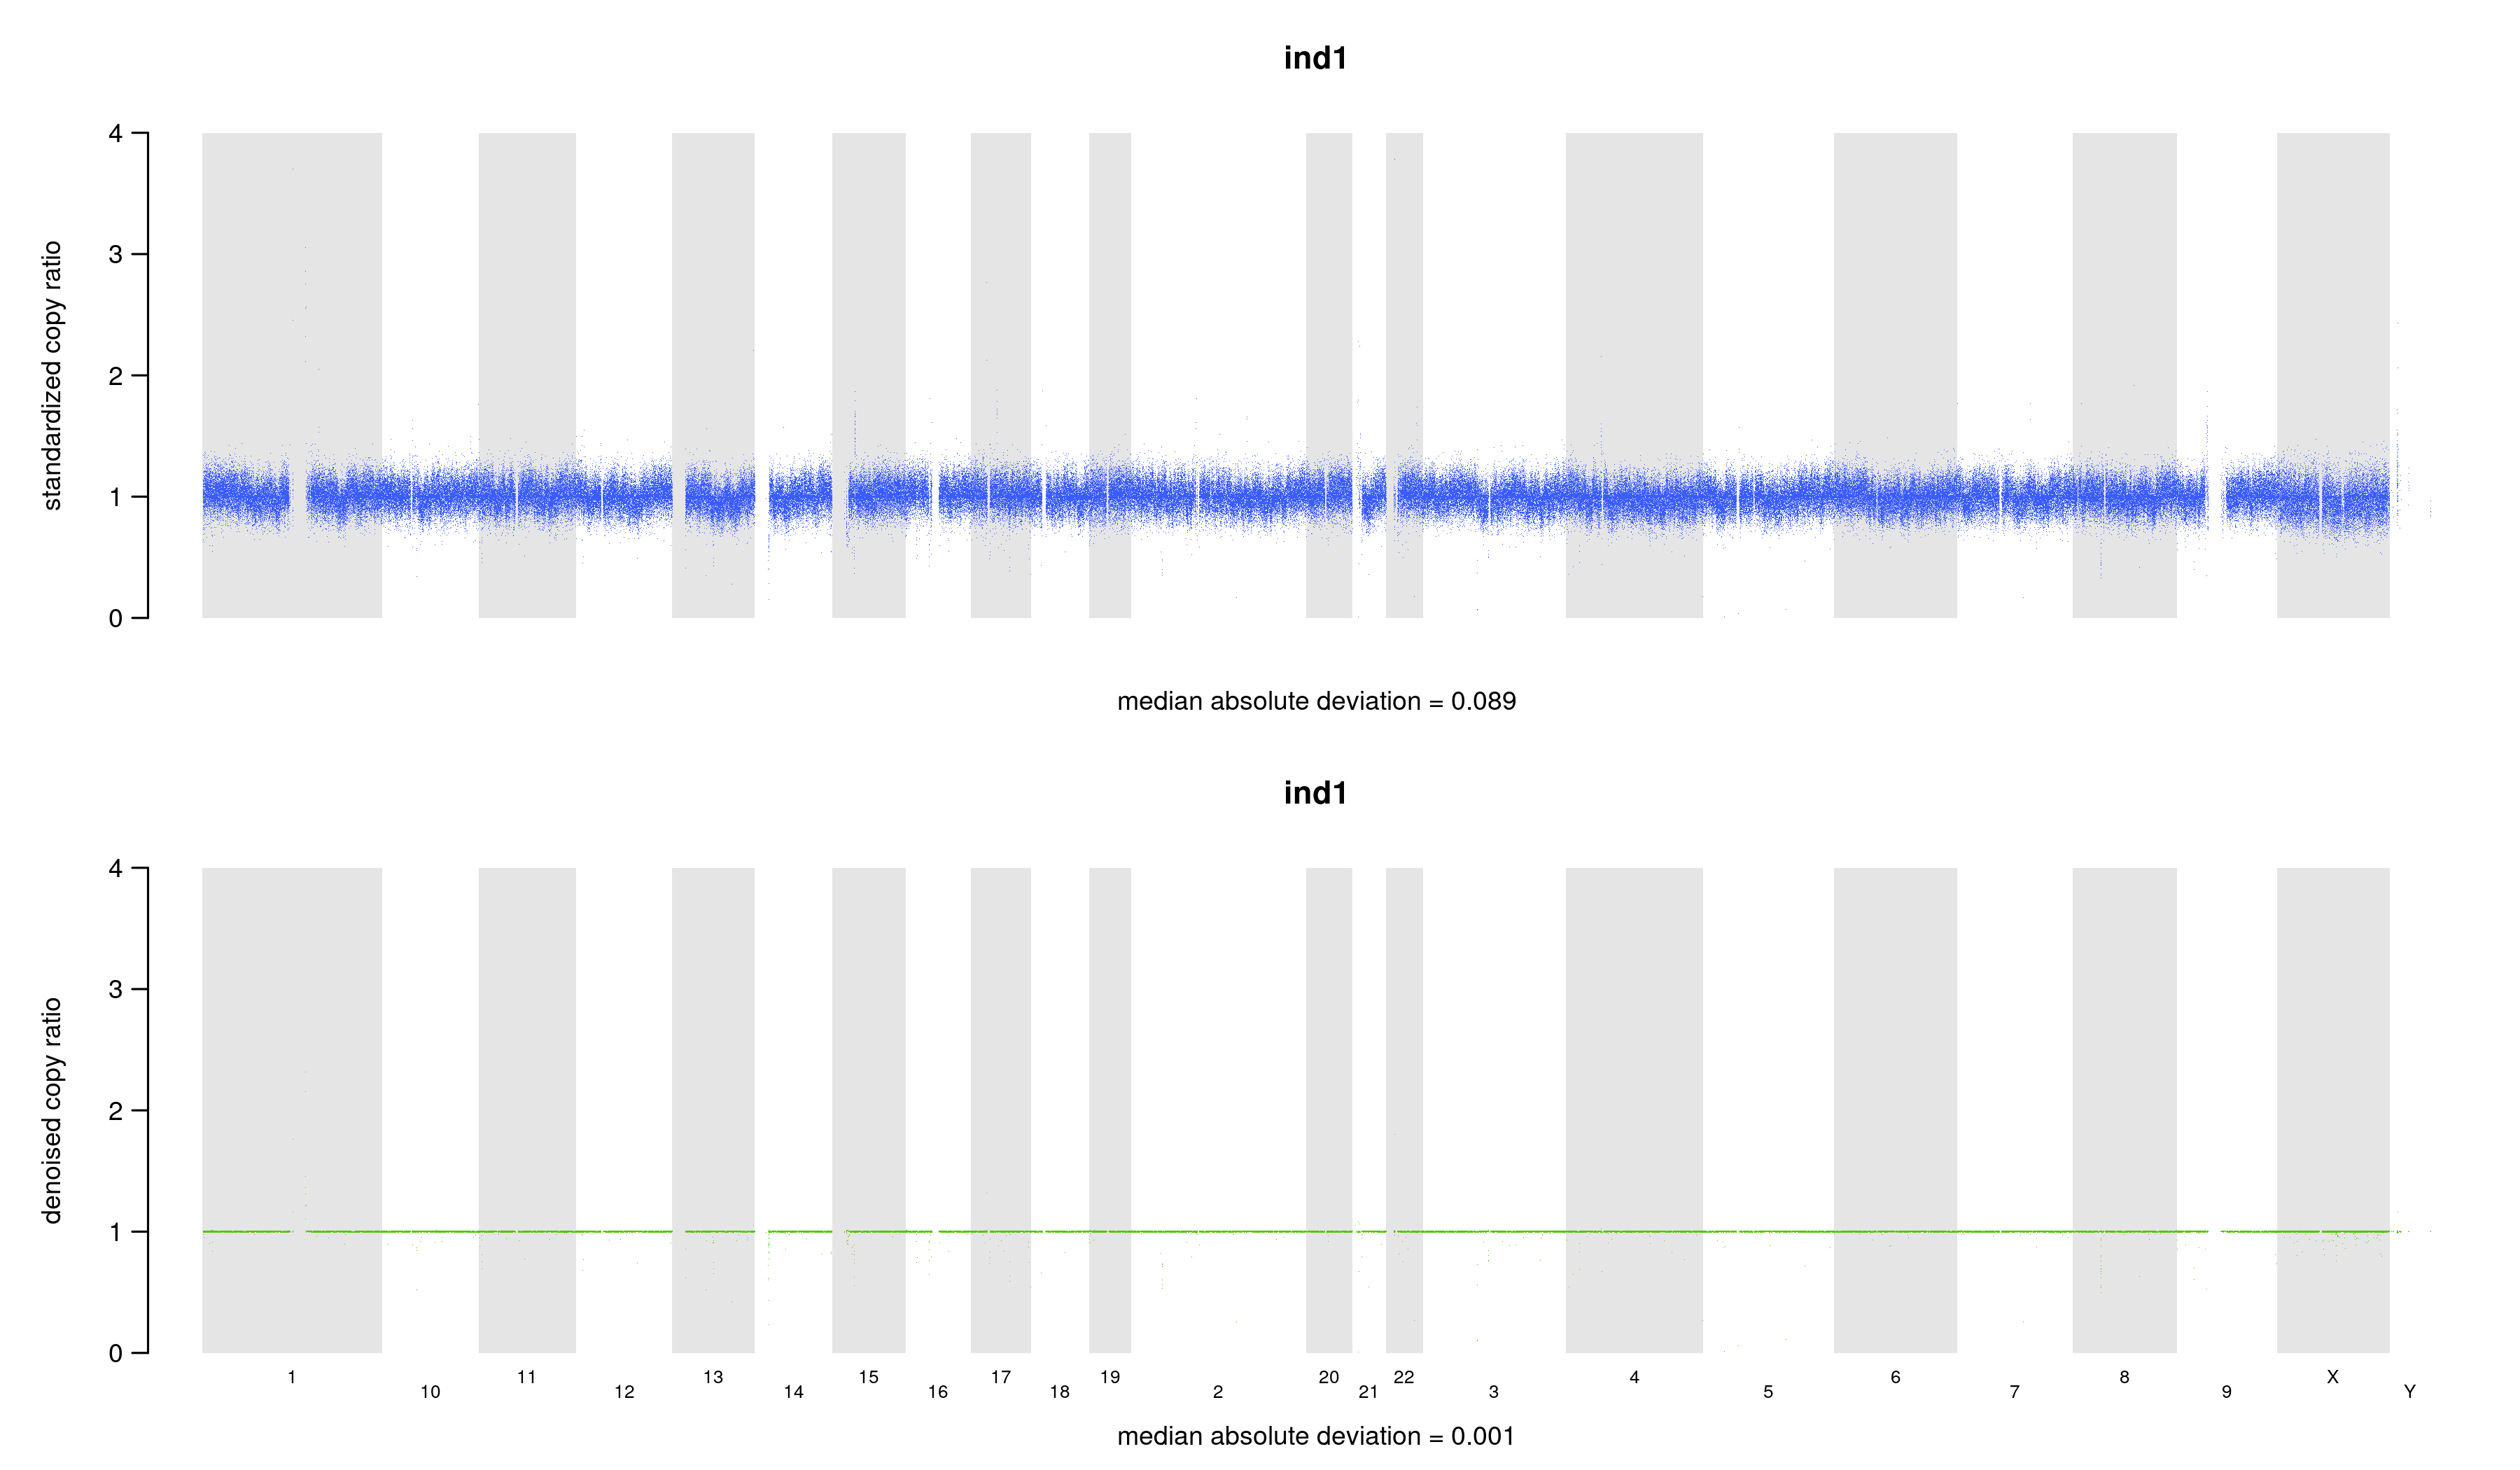 ind1
4
3
2
1
0
standardized copy ratio
median absolute deviation = 0.089
ind1
4
3
2
1
0
denoised copy ratio
1 11 13 15 17 19 20 22 4 6 8 X
10 12 14 16 18 2 21 3 5 7 9 Y
median absolute deviation = 0.001